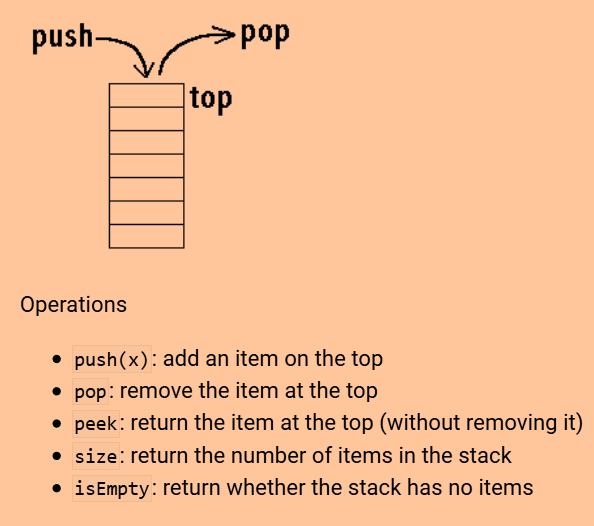 push
pop
top
Operations
push(x): add an item on the top
pop: remove the item at the top
peek: return the item at the top (without removing it)
size: return the number of items in the stack
isEmpty: return whether the stack has no items